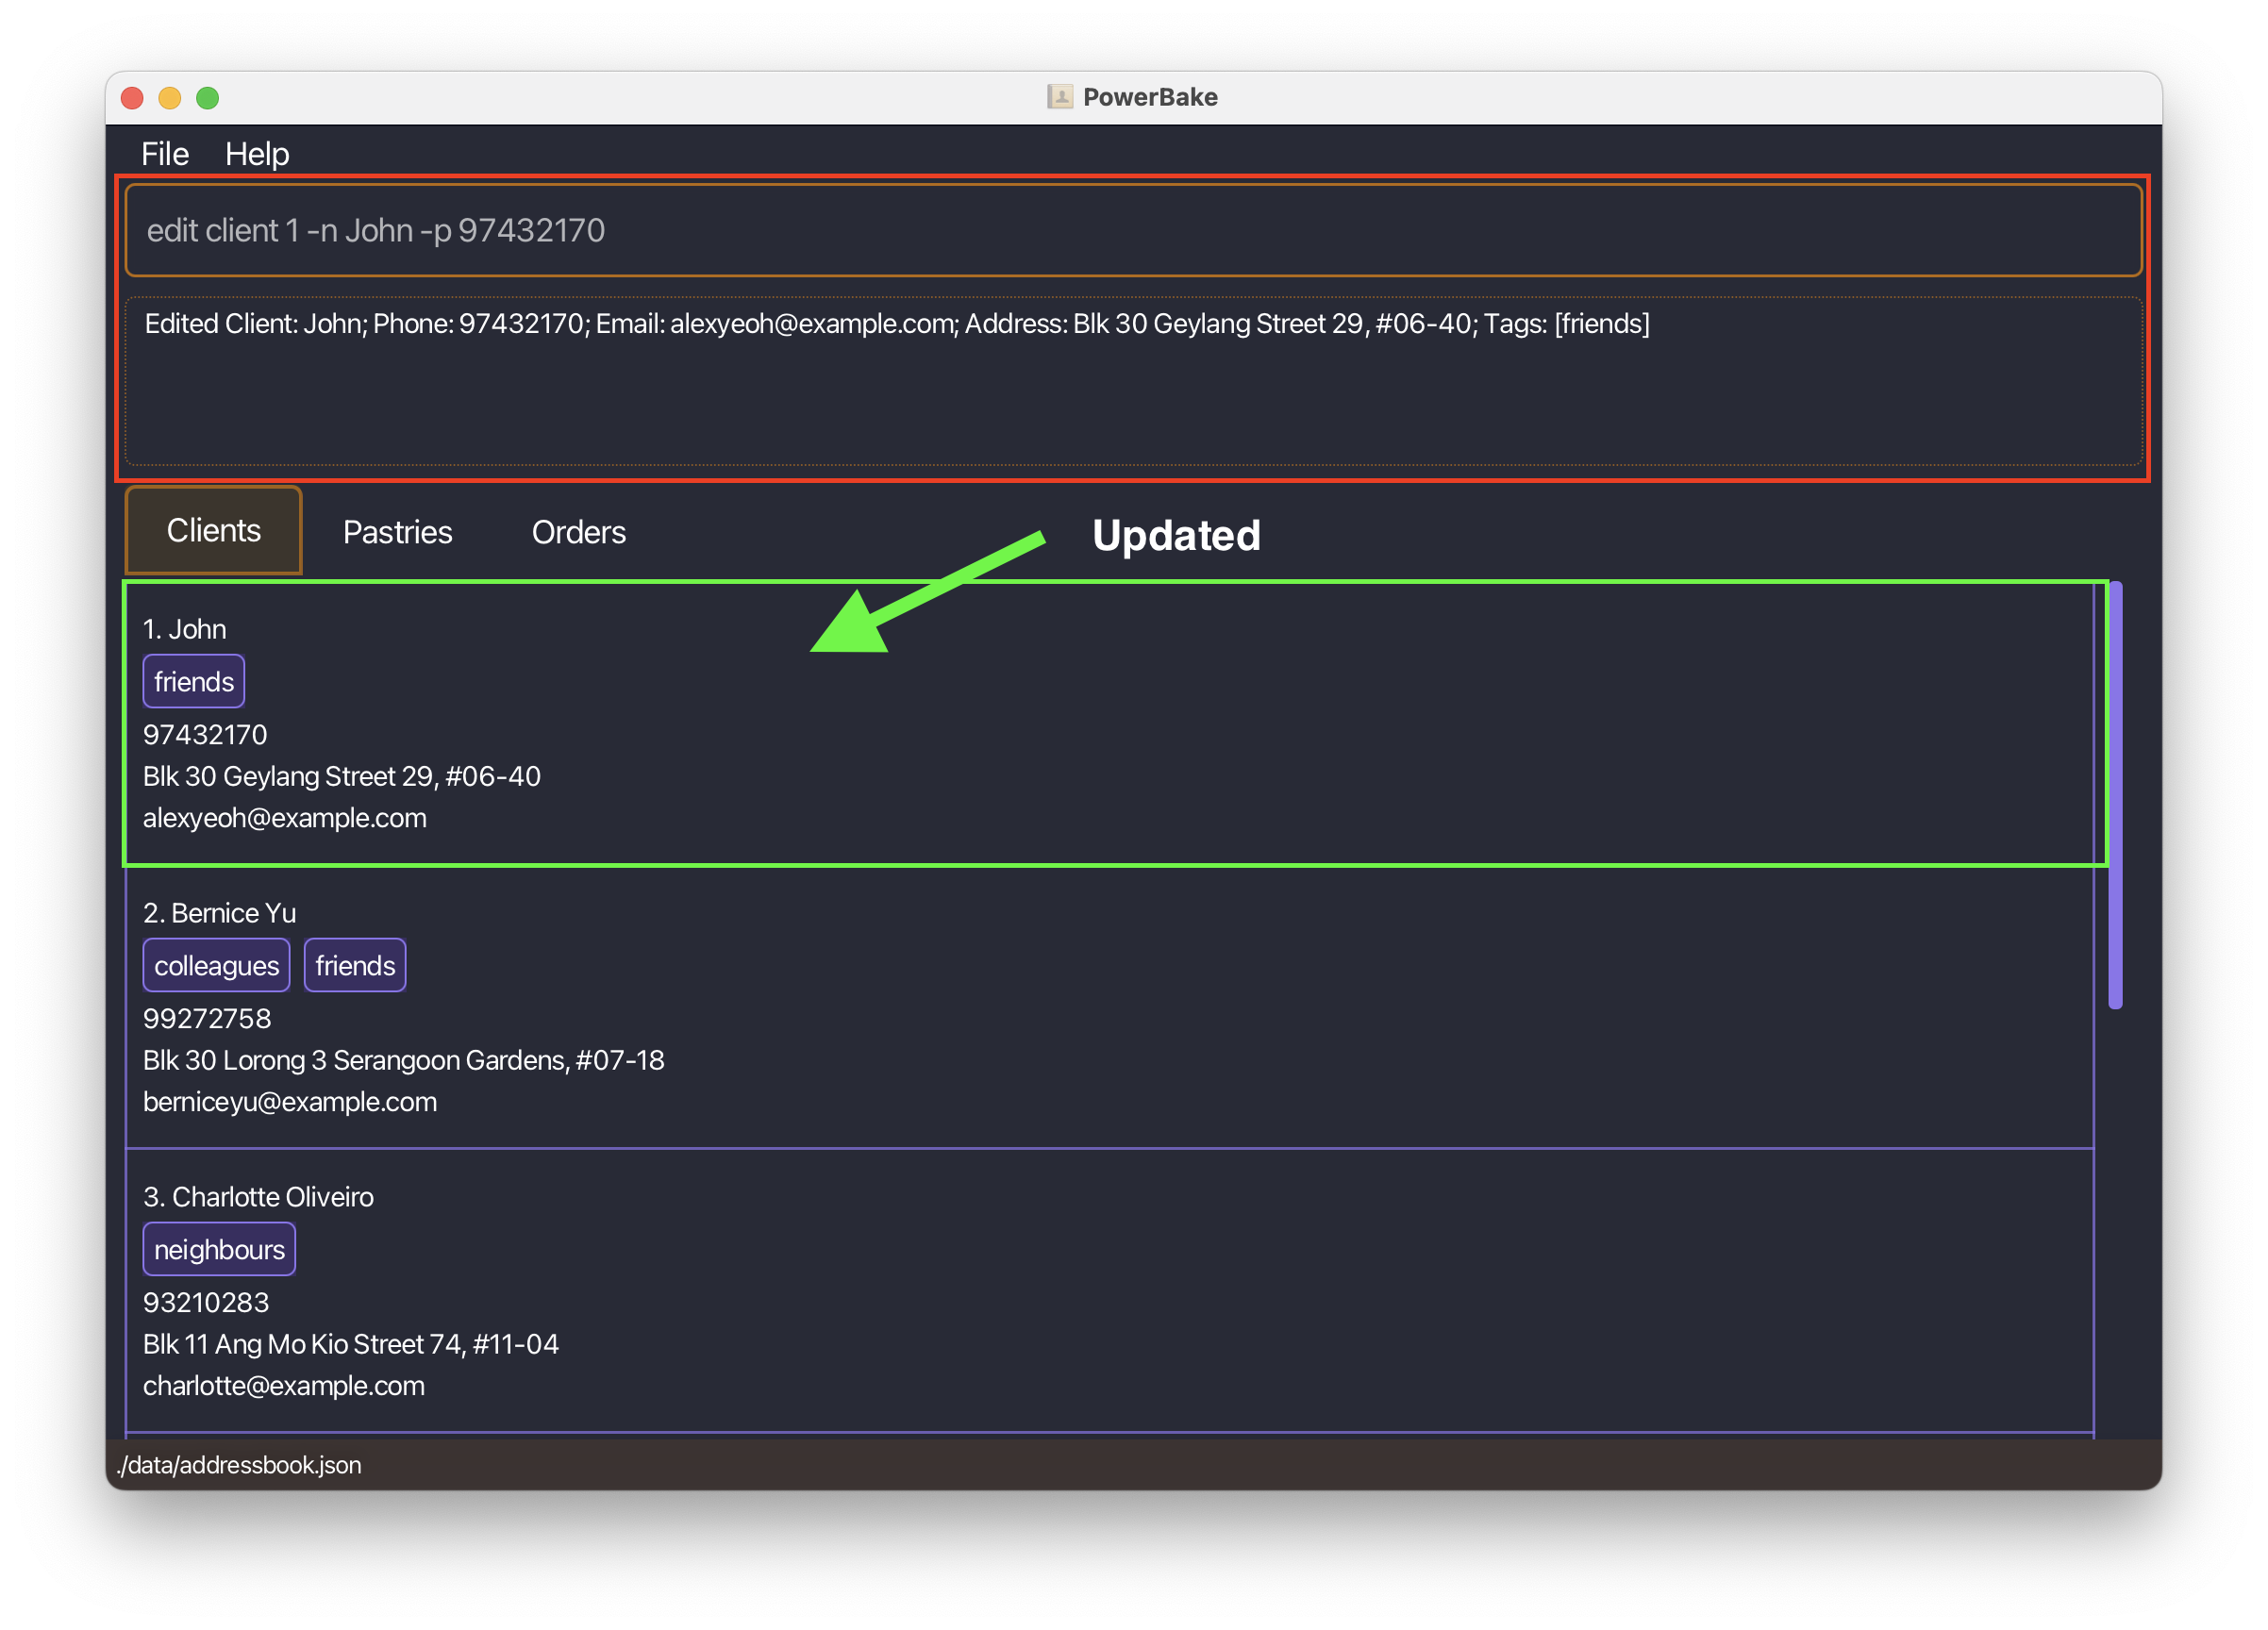 PowerBake
File Help
edit client 1 -n John -p 97432170
Edited Client: John; Phone: 97432170; Email: alexyeoh@example.com; Address: Blk 30 Geylang Street 29, #06-40; Tags: [friends]
Clients Pastries Orders Updated
1. John
friends
97432170
Blk 30 Geylang Street 29, #06-40
alexyeoh@example.com
2. Bernice Yu
colleagues friends
99272758
Blk 30 Lorong 3 Serangoon Gardens, #07-18
berniceyu@example.com
3. Charlotte Oliveiro
neighbours
93210283
Blk 11 Ang Mo Kio Street 74, #11-04
charlotte@example.com
./data/addressbook.json